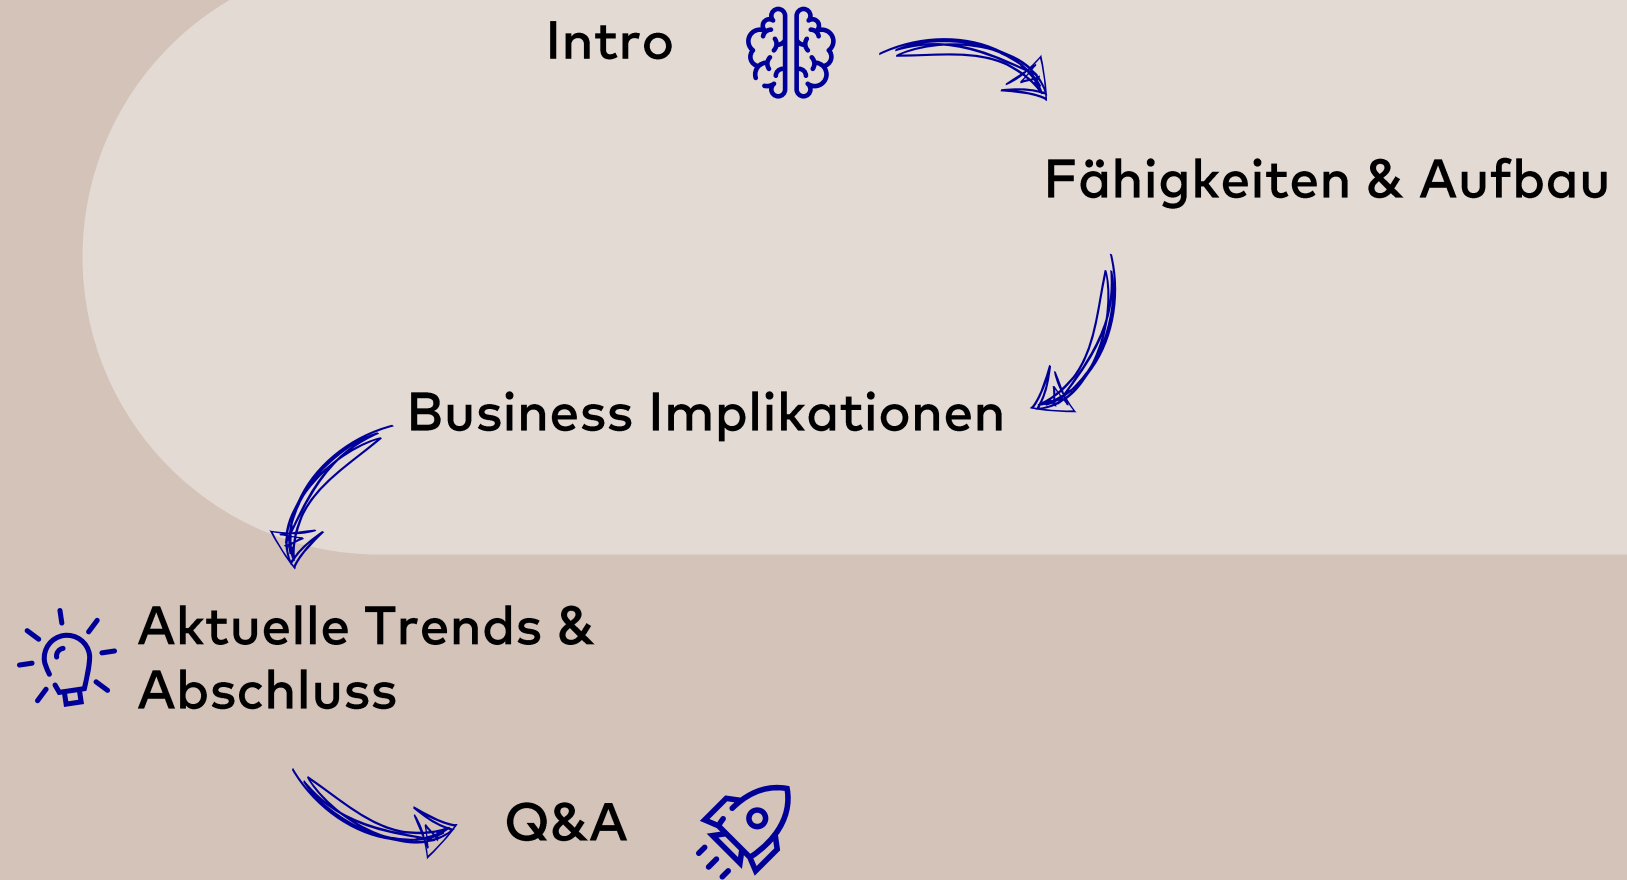 Intro
Fähigkeiten & Aufbau
Business Implikationen
Aktuelle Trends &
Abschluss
Q&A